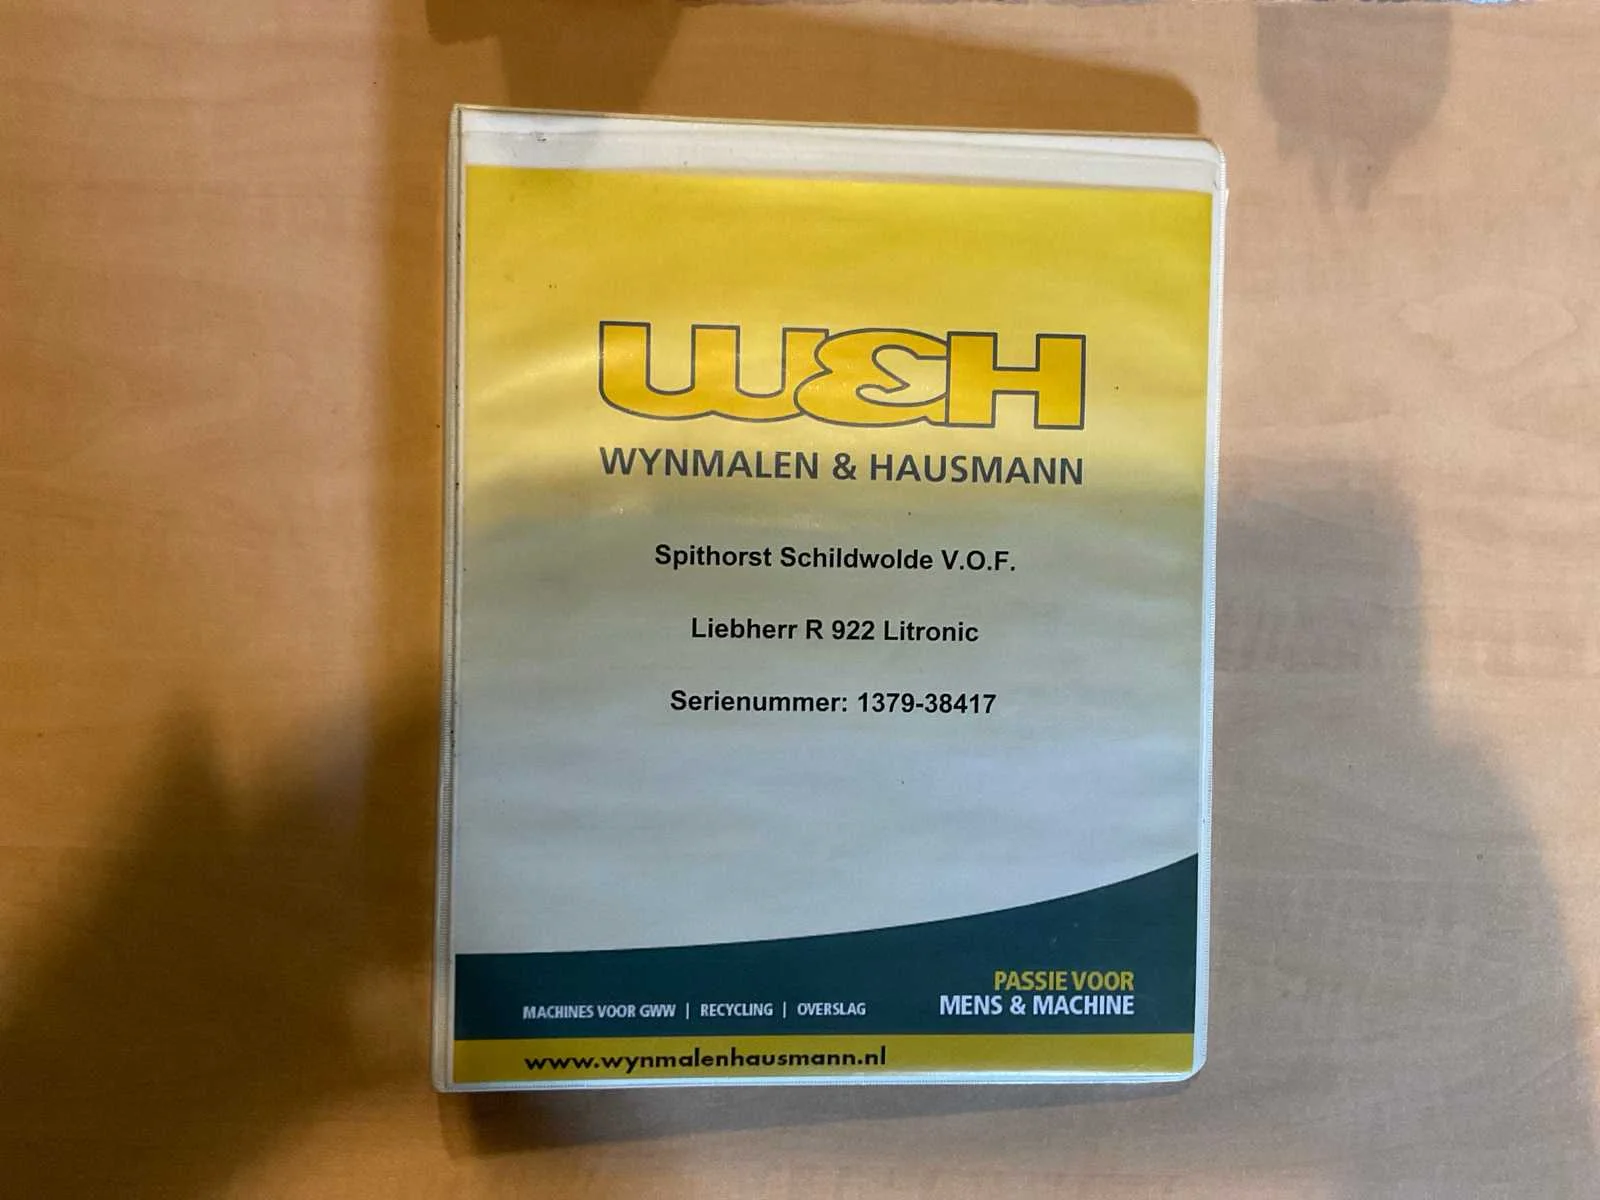 W&H
WYNMALEN & HAUSMANN
Spithorst Schildwolde V.O.F.
Liebherr R 922 Litronic
Serienummer: 1379-38417
PASSIE VOOR
MENS & MACHINE
MACHINES VOOR GWW | RECYCLING | OVERSLAG
www.wynmalenhausmann.nl